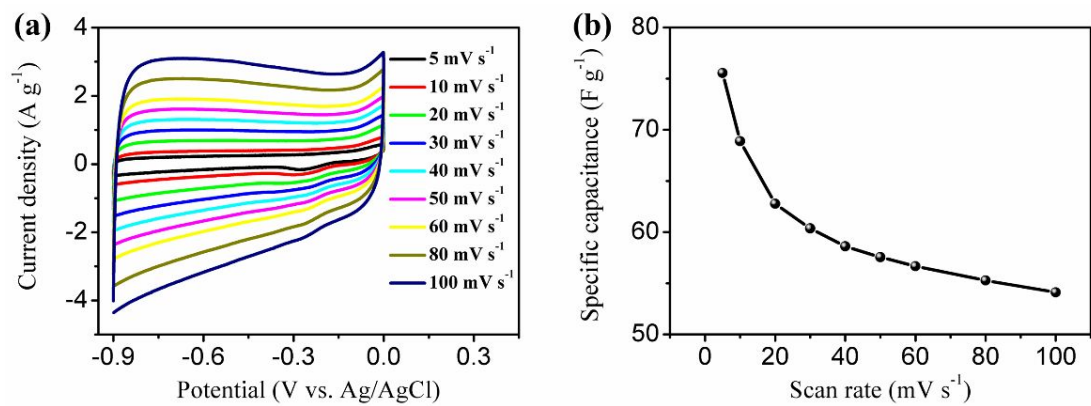 (a)
Current density (A g⁻¹)
4
2
0
-2
-4
5 mV s⁻¹
10 mV s⁻¹
20 mV s⁻¹
30 mV s⁻¹
40 mV s⁻¹
50 mV s⁻¹
60 mV s⁻¹
80 mV s⁻¹
100 mV s⁻¹
-0.9 -0.6 -0.3 0.0 0.3
Potential (V vs. Ag/AgCl)
(b)
Specific capacitance (F g⁻¹)
80
70
60
50
0 20 40 60 80 100
Scan rate (mV s⁻¹)